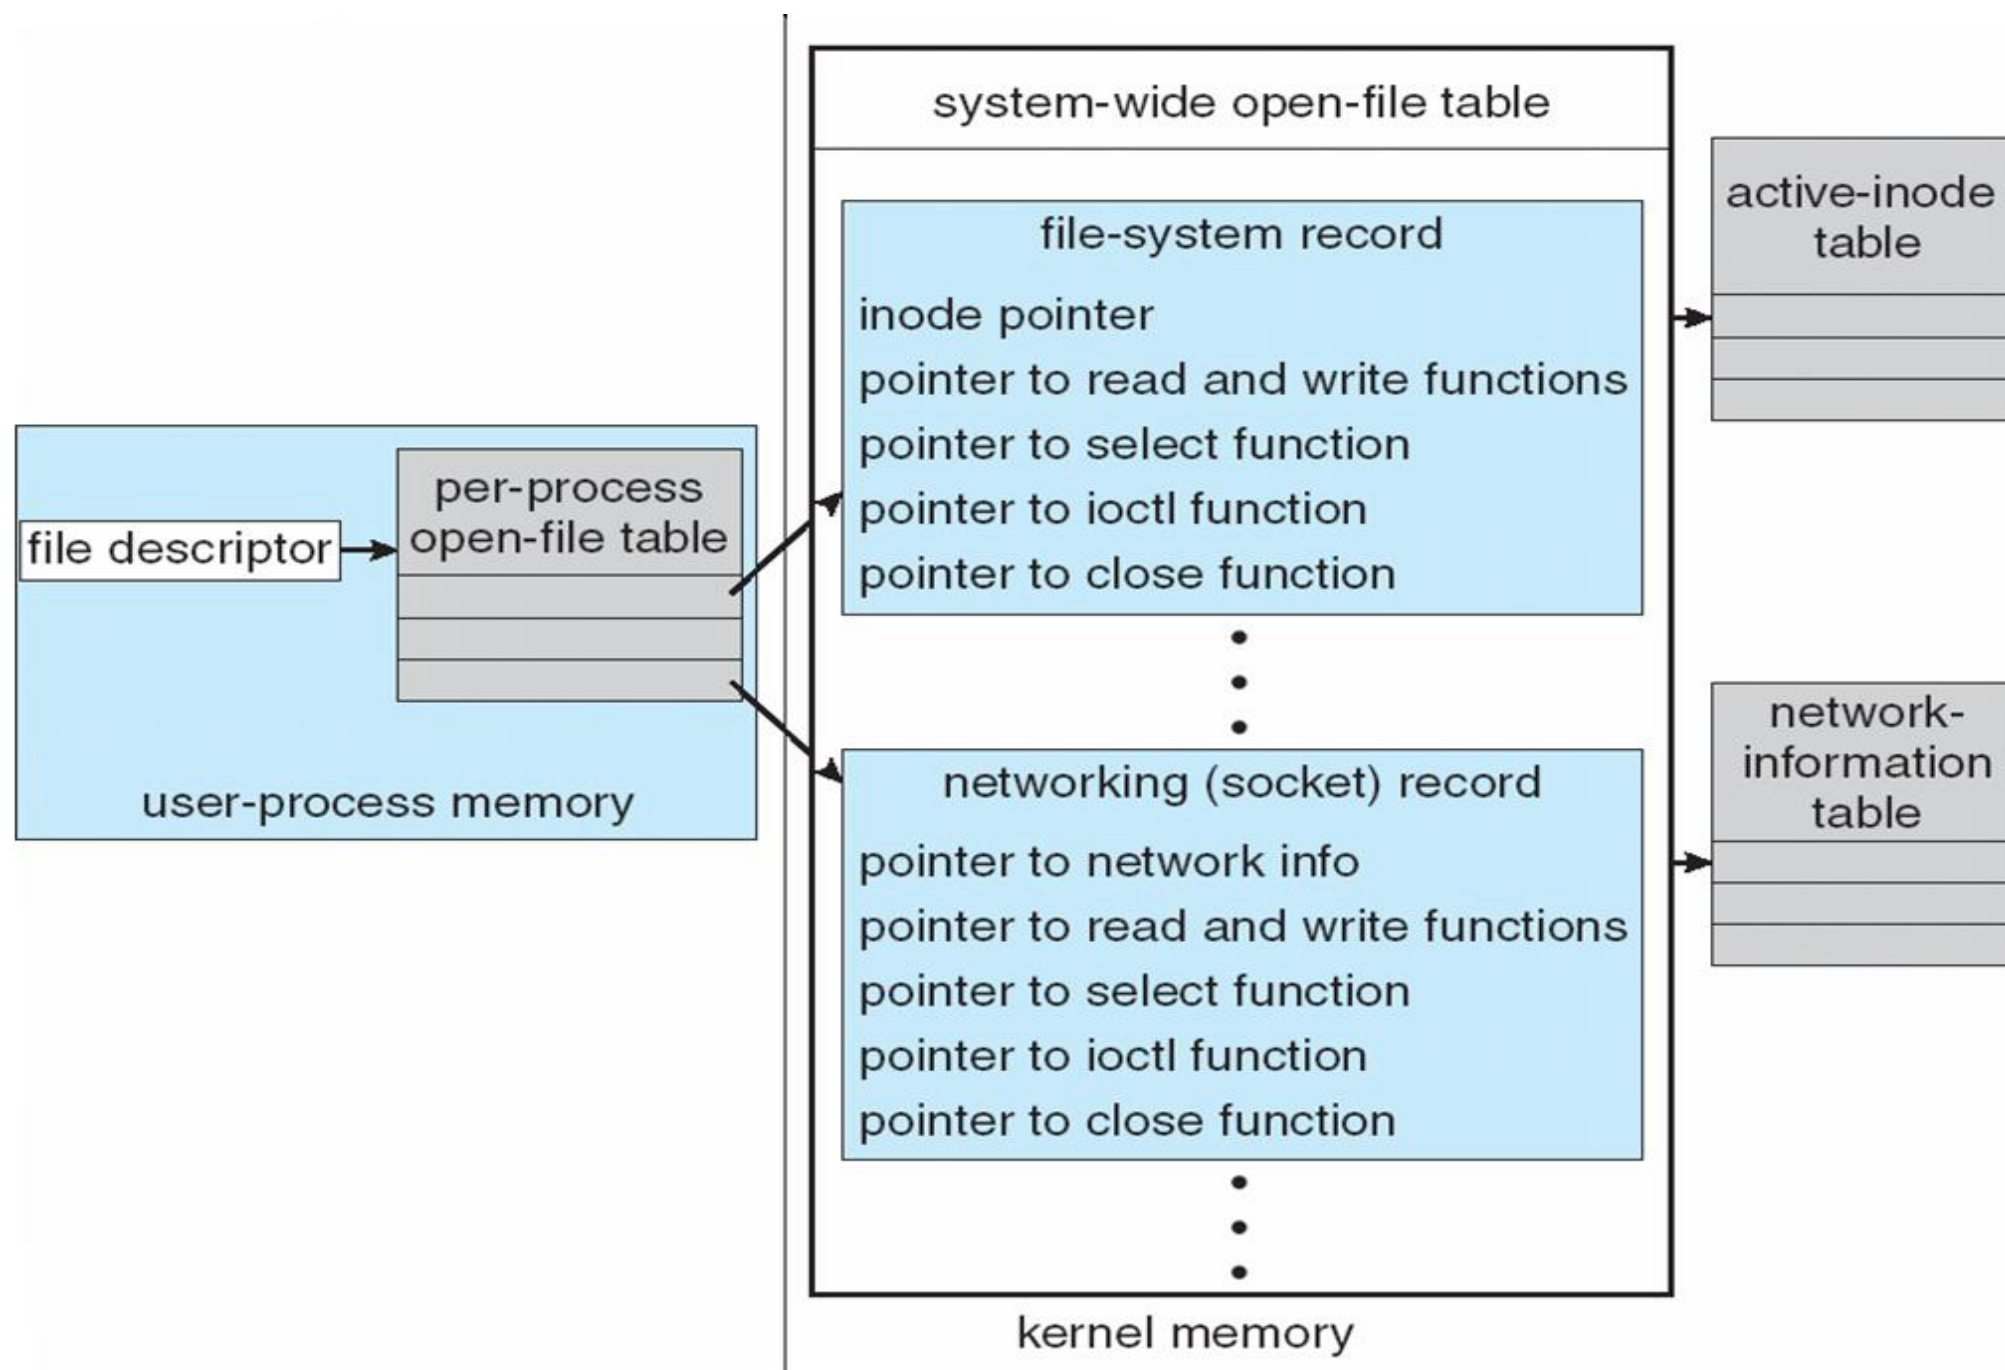 file descriptor
per-process
open-file table
user-process memory
system-wide open-file table
file-system record
inode pointer
pointer to read and write functions
pointer to select function
pointer to ioctl function
pointer to close function
networking (socket) record
pointer to network info
pointer to read and write functions
pointer to select function
pointer to ioctl function
pointer to close function
kernel memory
active-inode
table
network-
information
table